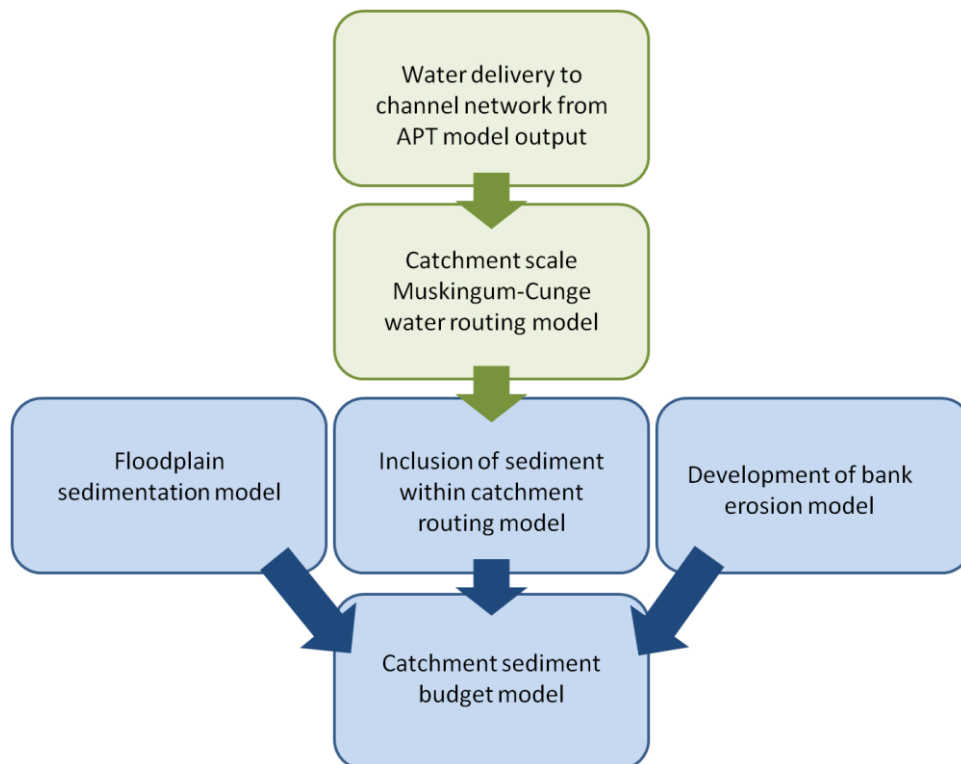 Water delivery to
channel network from
APT model output
Catchment scale
Muskingum-Cunge
water routing model
Floodplain
sedimentation model
Inclusion of sediment
within catchment
routing model
Development of bank
erosion model
Catchment sediment
budget model